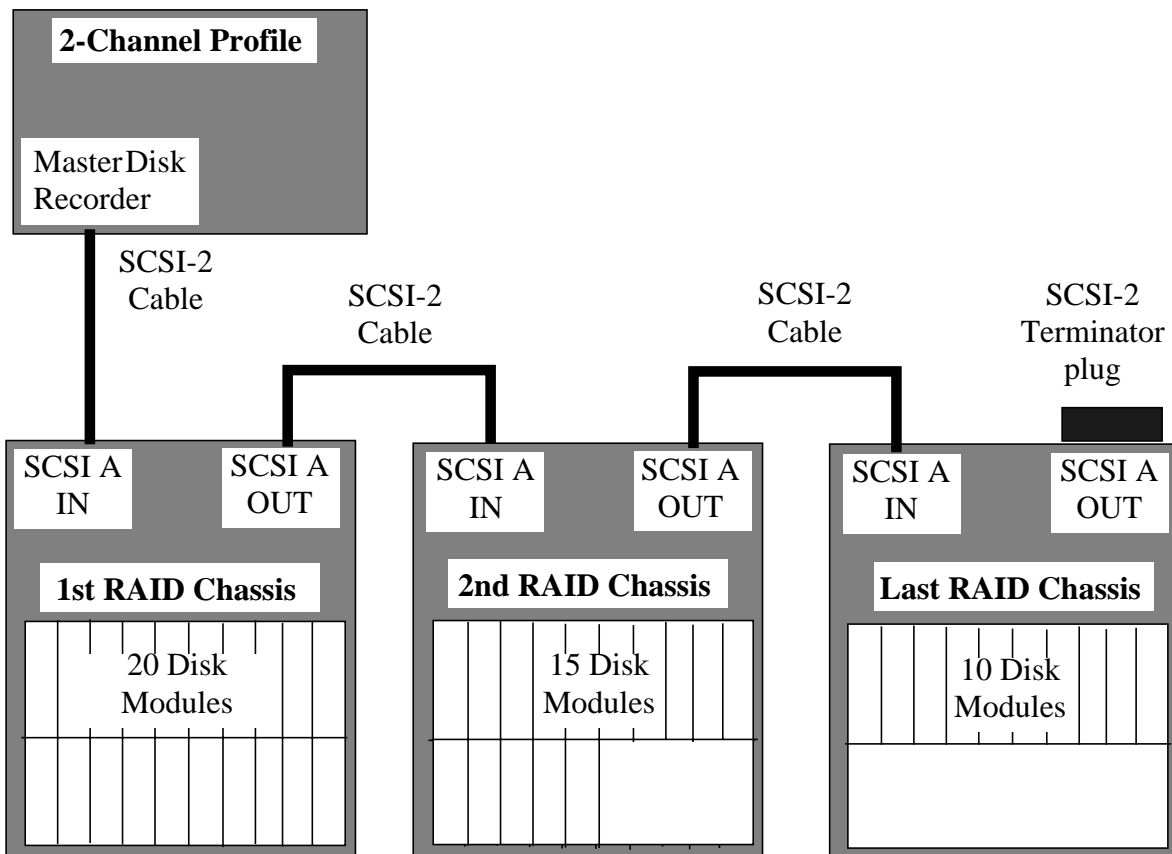 2-Channel Profile
Master Disk
Recorder
SCSI-2
Cable
SCSI-2
Cable
SCSI-2
Cable
SCSI-2
Terminator
plug
SCSI A
IN
SCSI A
OUT
1st RAID Chassis
20 Disk
Modules
SCSI A
IN
SCSI A
OUT
2nd RAID Chassis
15 Disk
Modules
SCSI A
IN
SCSI A
OUT
Last RAID Chassis
10 Disk
Modules